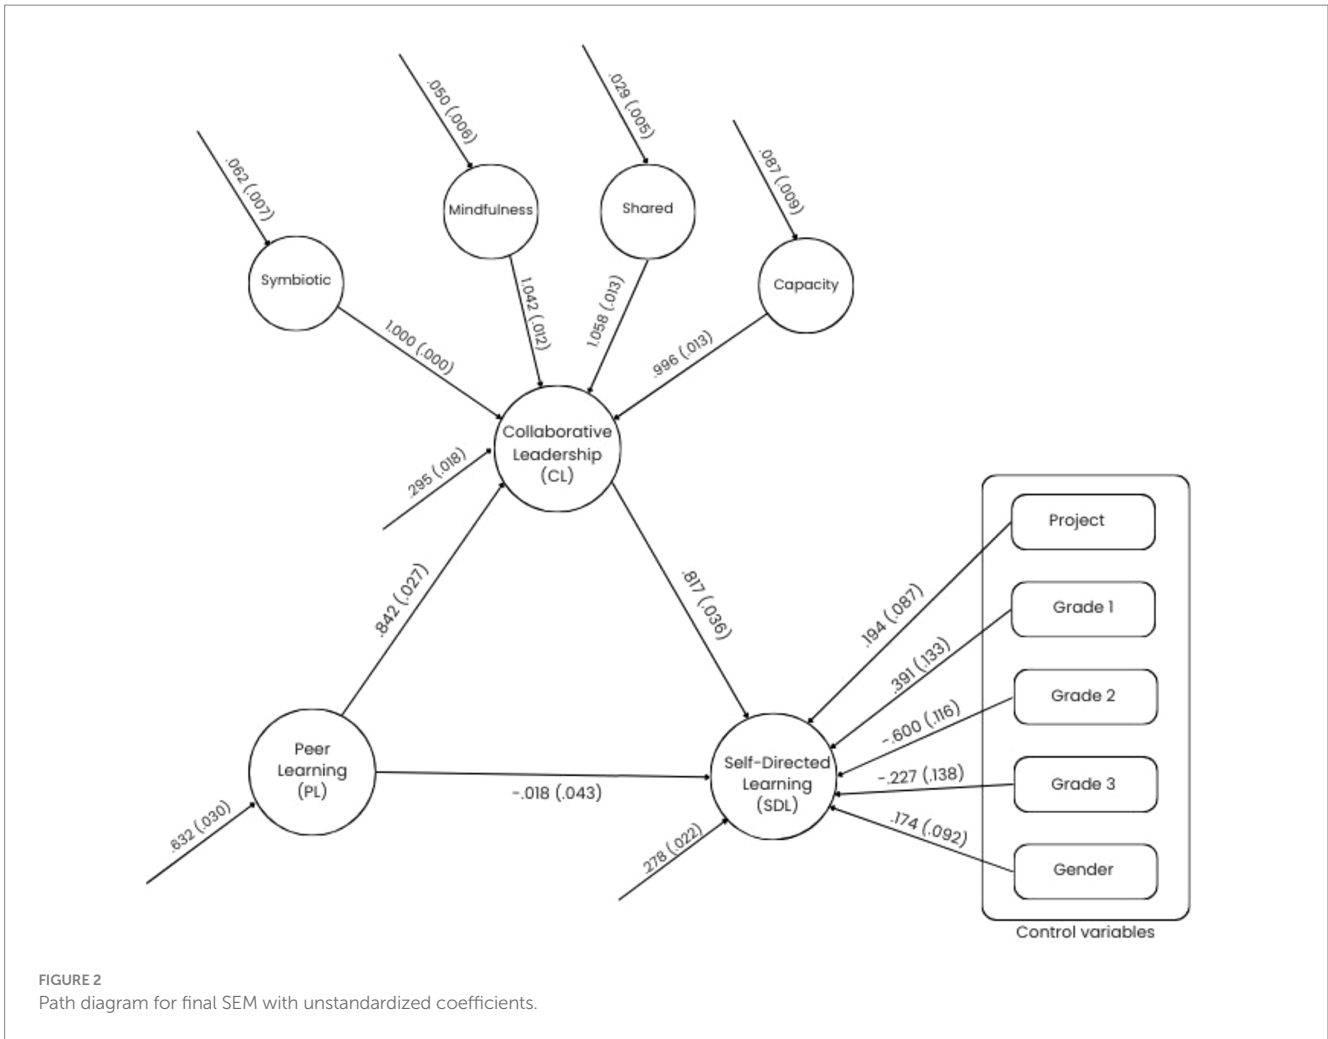 .050 (.006)
.029 (.005)
.062 (.007)
.087 (.009)
Mindfulness
Shared
Symbiotic
Capacity
1.000 (.000)
1.042 (.012)
1.058 (.013)
.996 (.013)
Collaborative
Leadership
(CL)
.295 (.018)
.842 (.027)
.817 (.036)
Peer
Learning
(PL)
.632 (.030)
-.018 (.043)
Self-Directed
Learning
(SDL)
.278 (.022)
.194 (.087)
.391 (.133)
-.600 (.116)
-.227 (.138)
.174 (.092)
Project
Grade 1
Grade 2
Grade 3
Gender
Control variables
FIGURE 2
Path diagram for final SEM with unstandardized coefficients.